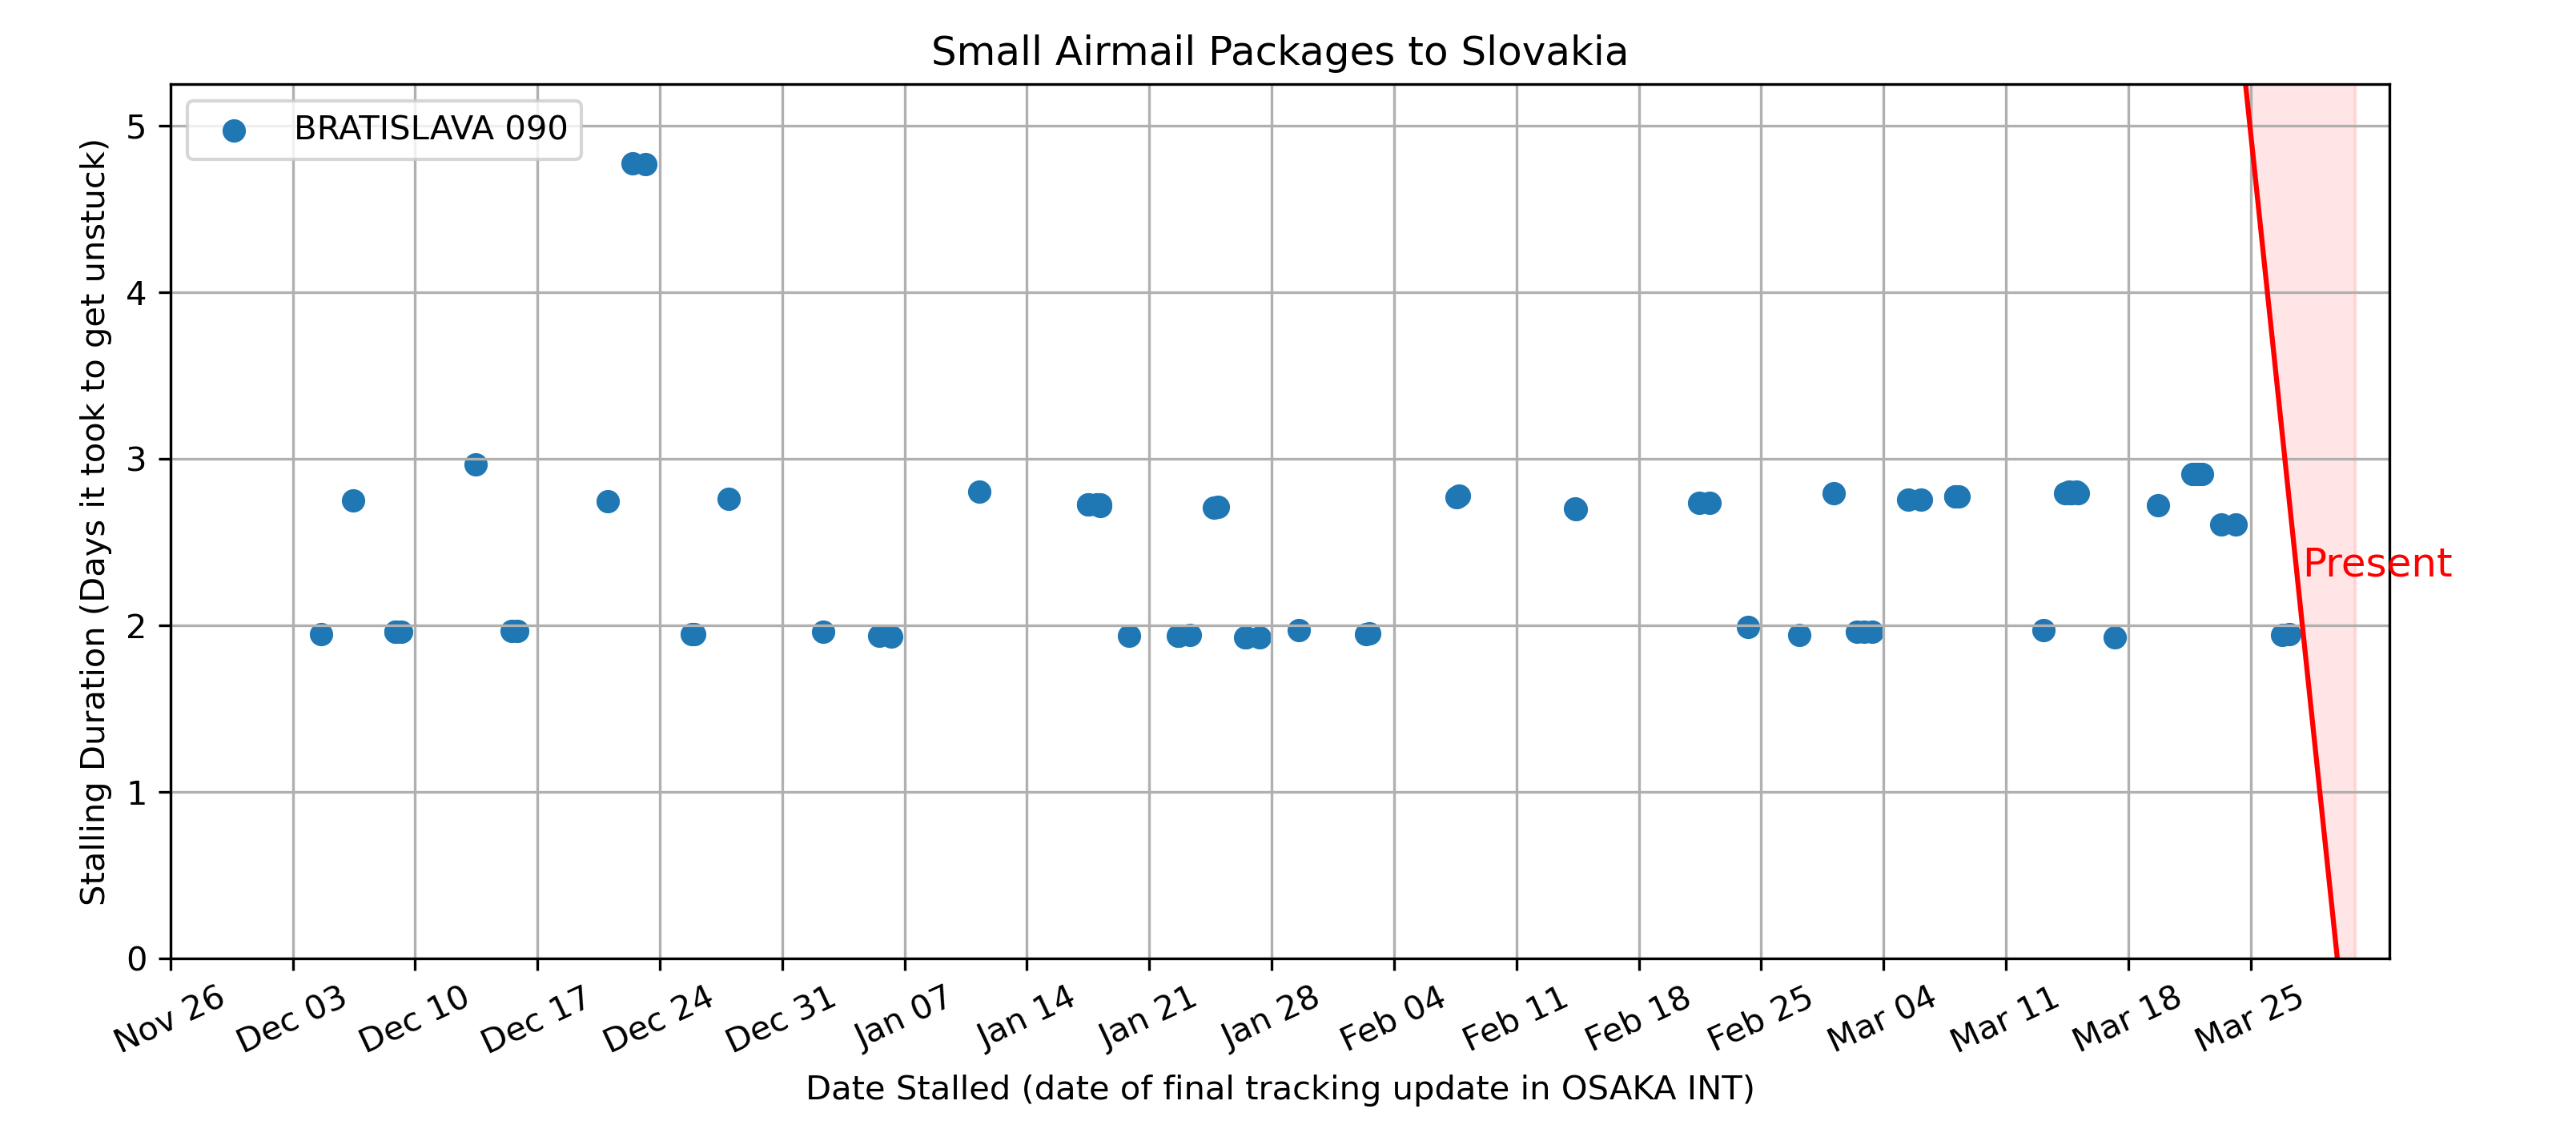 Small Airmail Packages to Slovakia
BRATISLAVA 090
Stalling Duration (Days it took to get unstuck)
5
4
3
2
1
0
Present
Nov 26
Dec 03
Dec 10
Dec 17
Dec 24
Dec 31
Jan 07
Jan 14
Jan 21
Jan 28
Feb 04
Feb 11
Feb 18
Feb 25
Mar 04
Mar 11
Mar 18
Mar 25
Date Stalled (date of final tracking update in OSAKA INT)